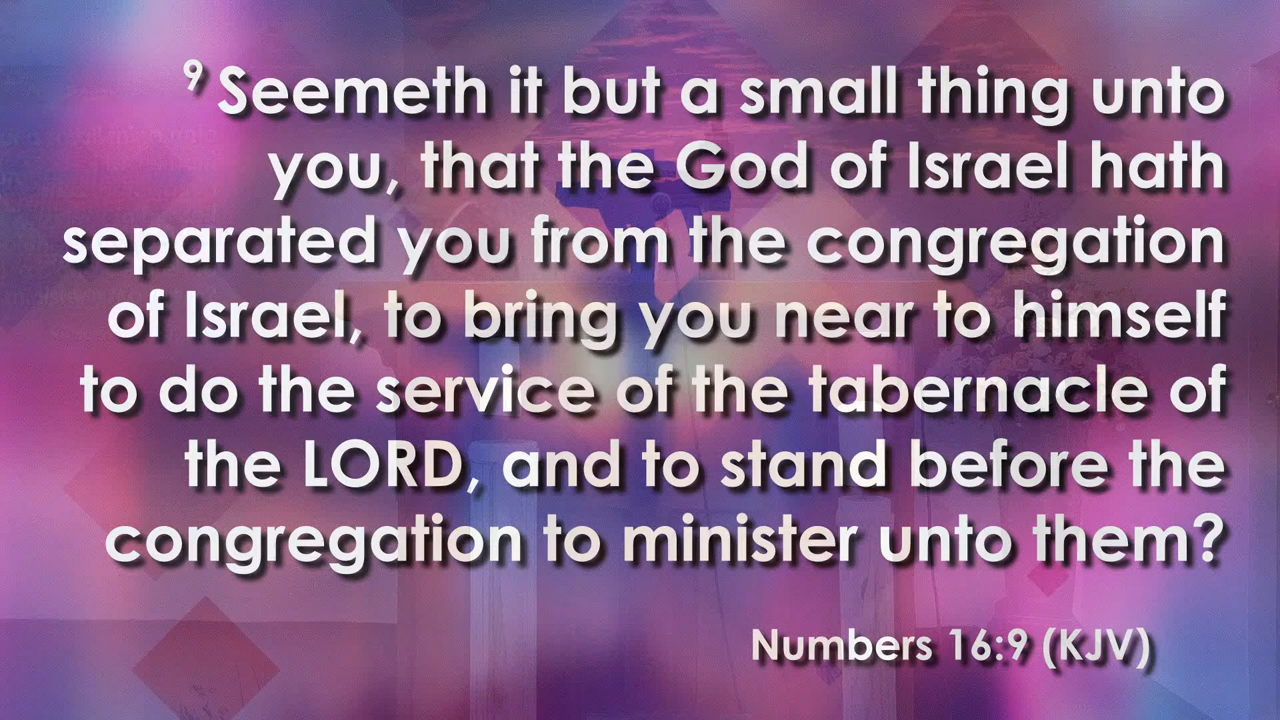 9 Seemeth it but a small thing unto
you, that the God of Israel hath
separated you from the congregation
of Israel, to bring you near to himself
to do the service of the tabernacle of
the LORD, and to stand before the
congregation to minister unto them?
Numbers 16:9 (KJV)